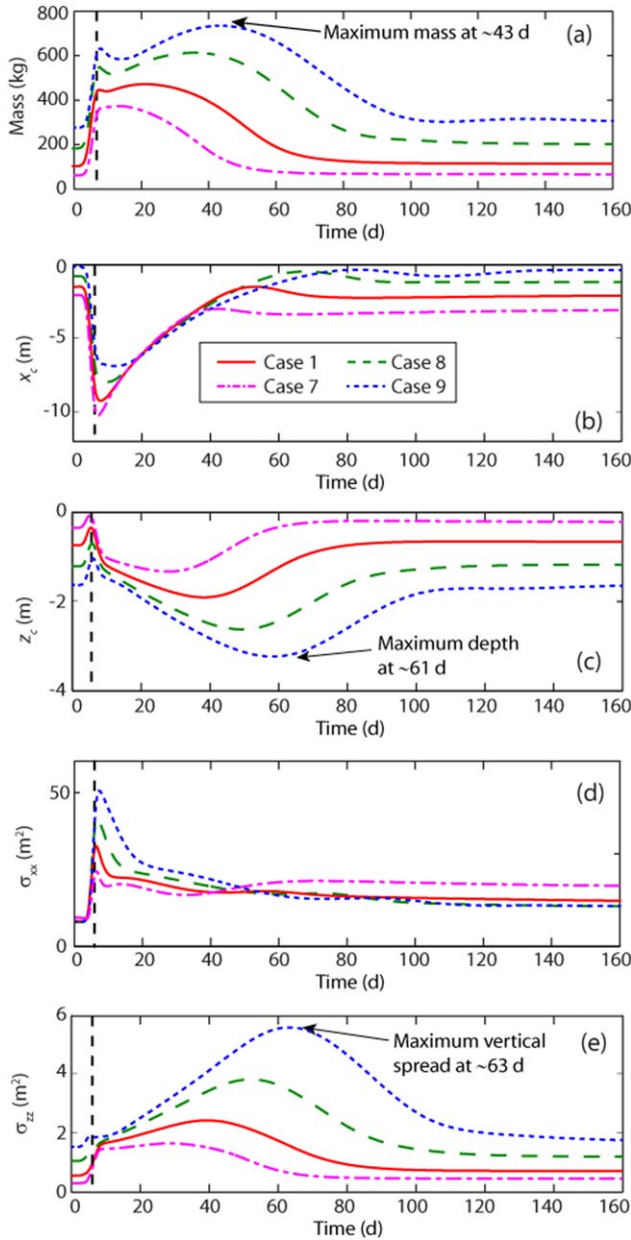 800
Maximum mass at ~43 d
(a)
600
400
200
0
Mass (kg)
0 20 40 60 80 100 120 140 160
Time (d)
0
-5
-10
x_c (m)
Case 1
Case 8
Case 7
Case 9
(b)
0 20 40 60 80 100 120 140 160
Time (d)
0
-2
-4
z_c (m)
Maximum depth
at ~61 d
(c)
0 20 40 60 80 100 120 140 160
Time (d)
50
0
σ_xx (m²)
(d)
0 20 40 60 80 100 120 140 160
Time (d)
6
4
2
0
σ_zz (m²)
Maximum vertical
spread at ~63 d
(e)
0 20 40 60 80 100 120 140 160
Time (d)